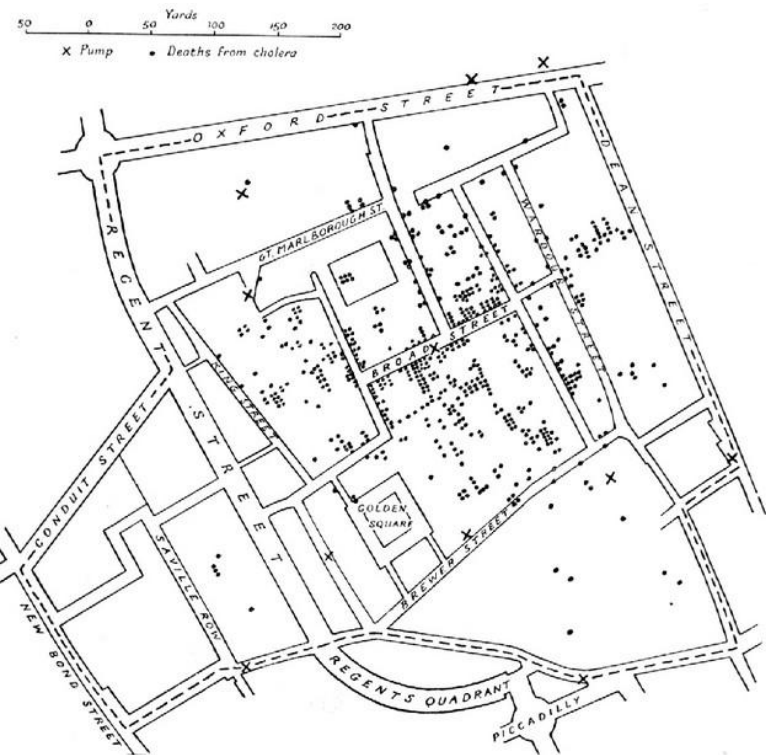 Yards
50 0 50 100 150 200
× Pump • Deaths from cholera
OXFORD STREET
DEAN STREET
WARDOUR STREET
GT. MARLBOROUGH ST.
REGENT STREET
BROAD STREET
KING STREET
CONDUIT STREET
GOLDEN
SQUARE
SAVILLE ROW
BREWER STREET
NEW BOND STREET
REGENTS QUADRANT
PICCADILLY